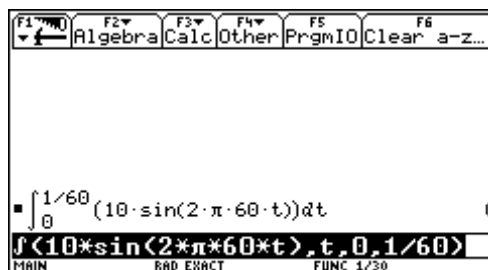 F1 F2 F3 F4 F5 F6
Algebra Calc Other PrgmIO Clear a-z…
∫₀^1/60 (10·sin(2·π·60·t))dt 0
∫(10*sin(2*π*60*t),t,0,1/60)
MAIN RAD EXACT FUNC 1/30